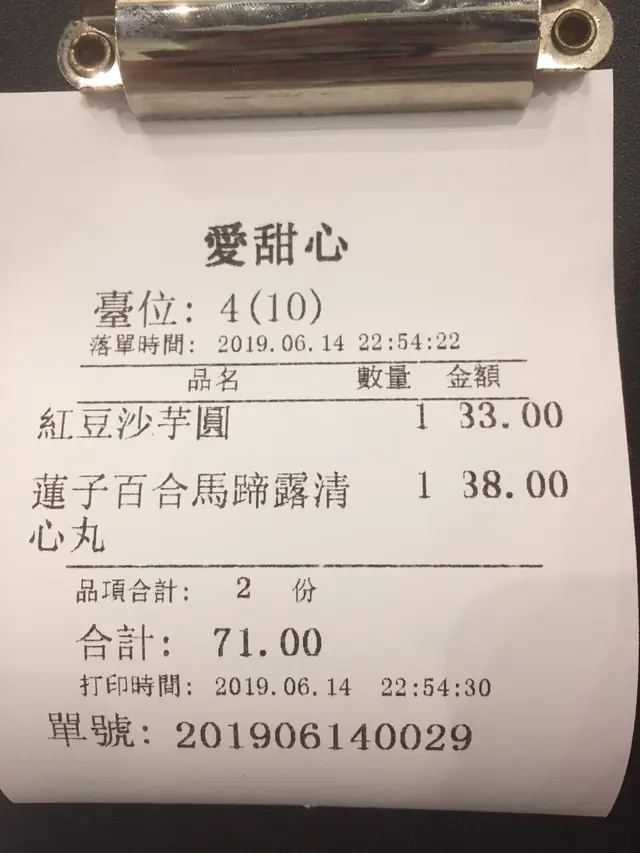 愛甜心
臺位: 4(10)
落單時間: 2019.06.14 22:54:22
品名 數量 金額
紅豆沙芋圓 1 33.00
蓮子百合馬蹄露清 1 38.00
心丸
品項合計: 2 份
合計: 71.00
打印時間: 2019.06.14 22:54:30
單號: 201906140029